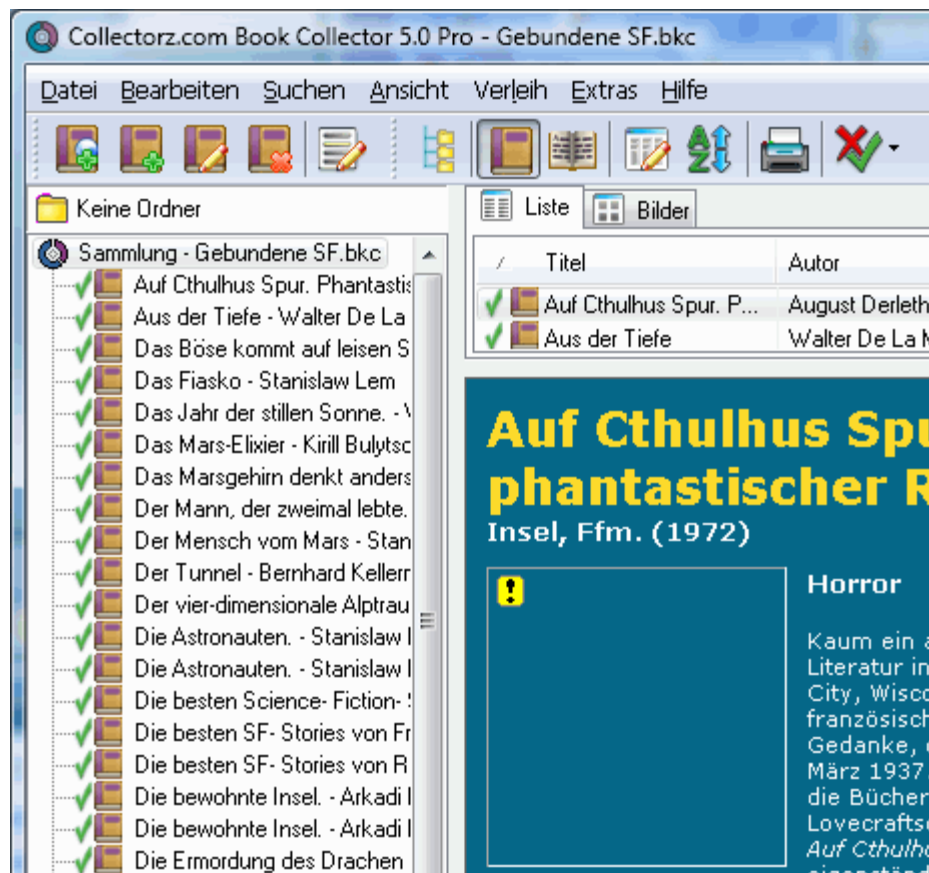 Collectorz.com Book Collector 5.0 Pro - Gebundene SF.bkc
Datei Bearbeiten Suchen Ansicht Verleih Extras Hilfe
Keine Ordner
Sammlung - Gebundene SF.bkc
Auf Cthulhus Spur. Phantastis
Aus der Tiefe - Walter De La
Das Böse kommt auf leisen S
Das Fiasko - Stanislaw Lem
Das Jahr der stillen Sonne. -
Das Mars-Elixier - Kirill Bulytsc
Das Marsgehirn denkt anders
Der Mann, der zweimal lebte.
Der Mensch vom Mars - Stan
Der Tunnel - Bernhard Kellerr
Der vier-dimensionale Alptrau
Die Astronauten. - Stanislaw
Die Astronauten. - Stanislaw
Die besten Science- Fiction-
Die besten SF- Stories von Fr
Die besten SF- Stories von R
Die bewohnte Insel. - Arkadi
Die bewohnte Insel. - Arkadi
Die Ermordung des Drachen
Liste Bilder
Titel Autor
Auf Cthulhus Spur. P... August Derleth
Aus der Tiefe Walter De La M
Auf Cthulhus Spu
phantastischer R
Insel, Ffm. (1972)
Horror
Kaum ein a
Literatur in
City, Wisco
französisch
Gedanke,
März 1937.
die Bücher
Lovecrafts
Auf Cthulh